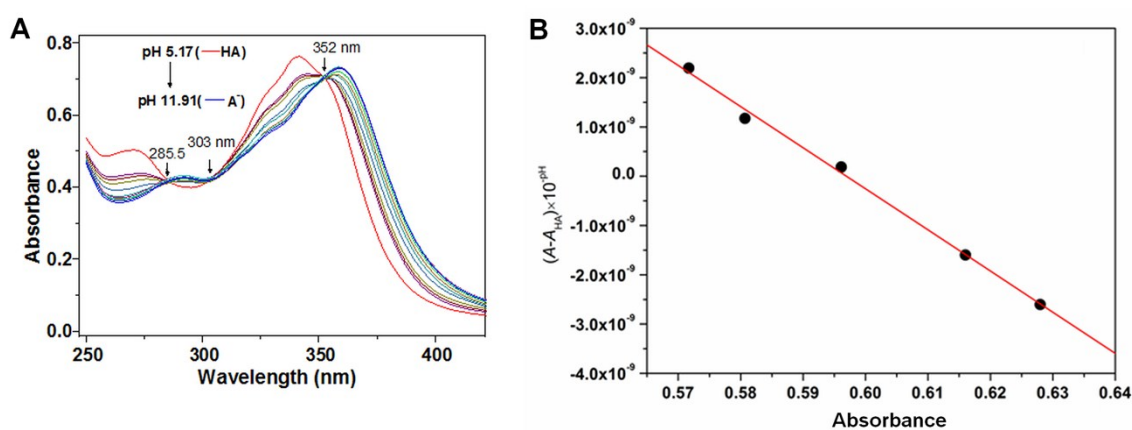 A
pH 5.17( —HA)
pH 11.91( — A⁻)
352 nm
285.5
303 nm
0.8
0.6
0.4
0.2
0.0
250
300
350
400
Absorbance
Wavelength (nm)
B
3.0x10⁻⁹
2.0x10⁻⁹
1.0x10⁻⁹
0.0
-1.0x10⁻⁹
-2.0x10⁻⁹
-3.0x10⁻⁹
-4.0x10⁻⁹
0.57
0.58
0.59
0.60
0.61
0.62
0.63
0.64
(A-A_HA)×10^-pH
Absorbance